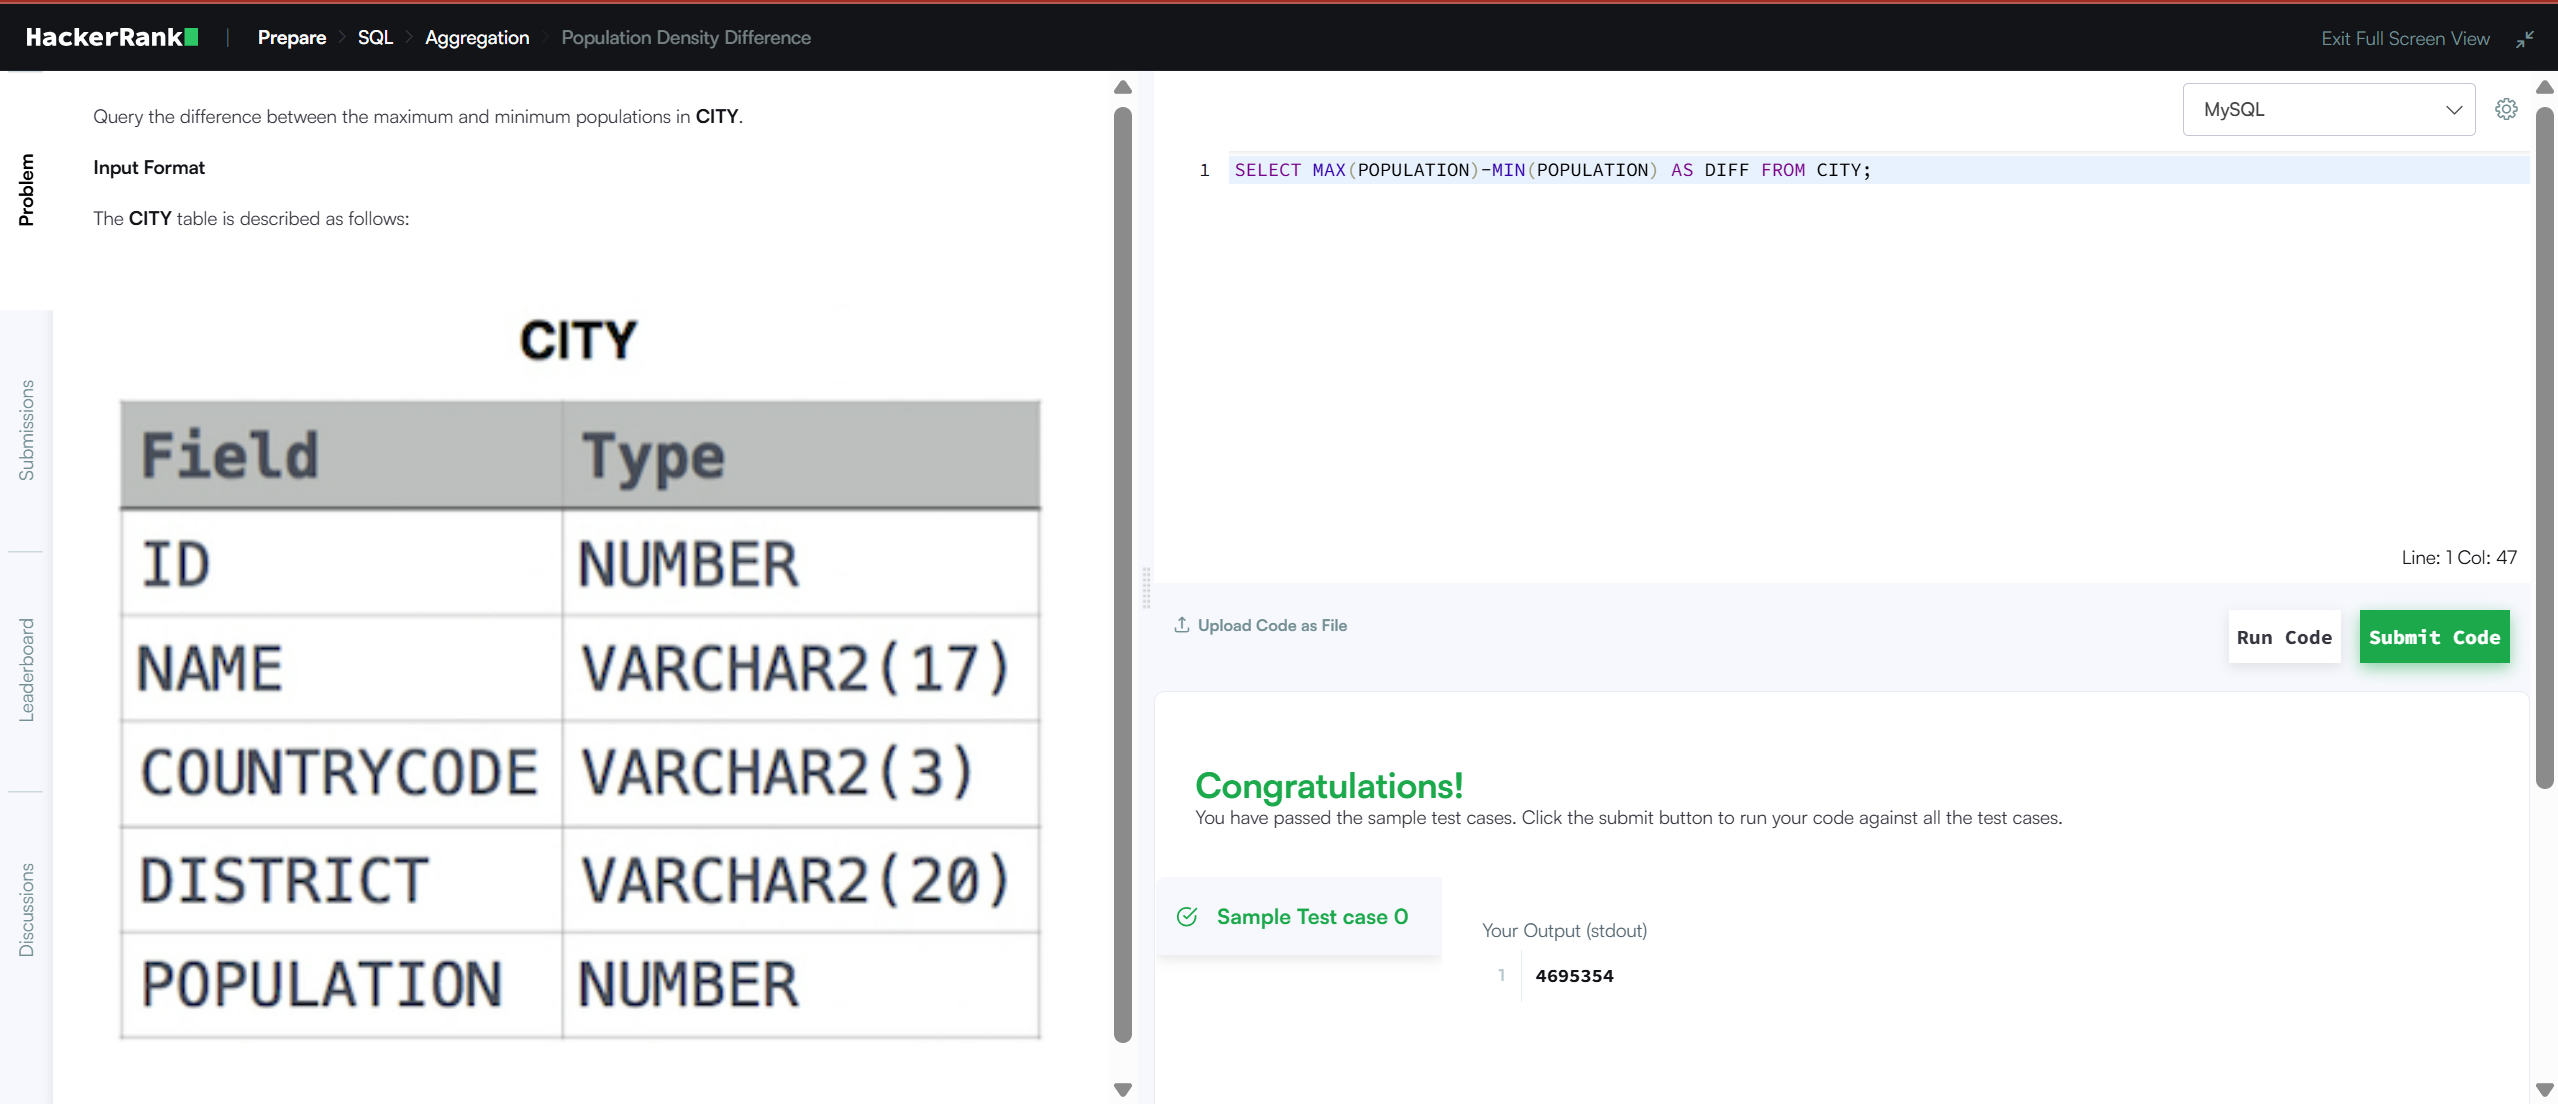 HackerRank | Prepare > SQL > Aggregation > Population Density Difference
Exit Full Screen View
Problem
Submissions
Leaderboard
Discussions
Query the difference between the maximum and minimum populations in CITY.
Input Format
The CITY table is described as follows:
CITY
Field Type
ID NUMBER
NAME VARCHAR2(17)
COUNTRYCODE VARCHAR2(3)
DISTRICT VARCHAR2(20)
POPULATION NUMBER
MySQL
1 SELECT MAX(POPULATION)-MIN(POPULATION) AS DIFF FROM CITY;
Line: 1 Col: 47
Upload Code as File
Run Code
Submit Code
Congratulations!
You have passed the sample test cases. Click the submit button to run your code against all the test cases.
Sample Test case 0
Your Output (stdout)
1 4695354